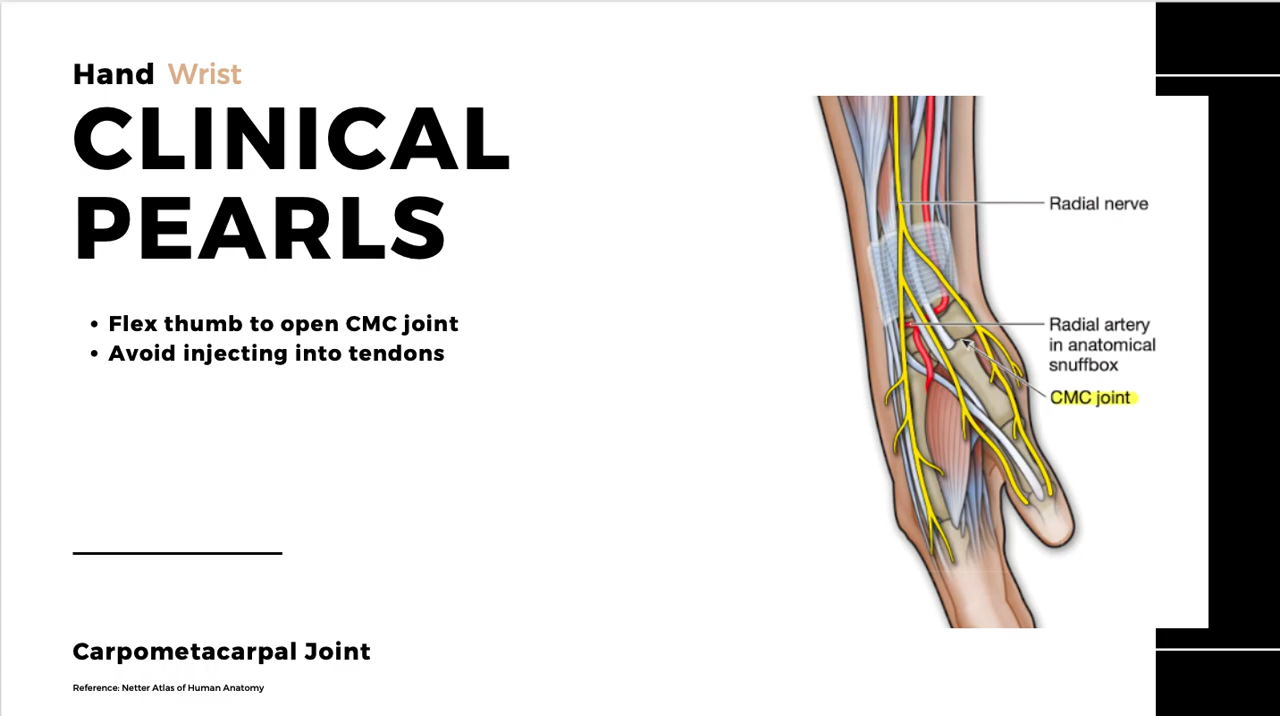 Hand Wrist
CLINICAL
PEARLS
• Flex thumb to open CMC joint
• Avoid injecting into tendons
Carpometacarpal Joint
Reference: Netter Atlas of Human Anatomy
Radial nerve
Radial artery
in anatomical
snuffbox
CMC joint